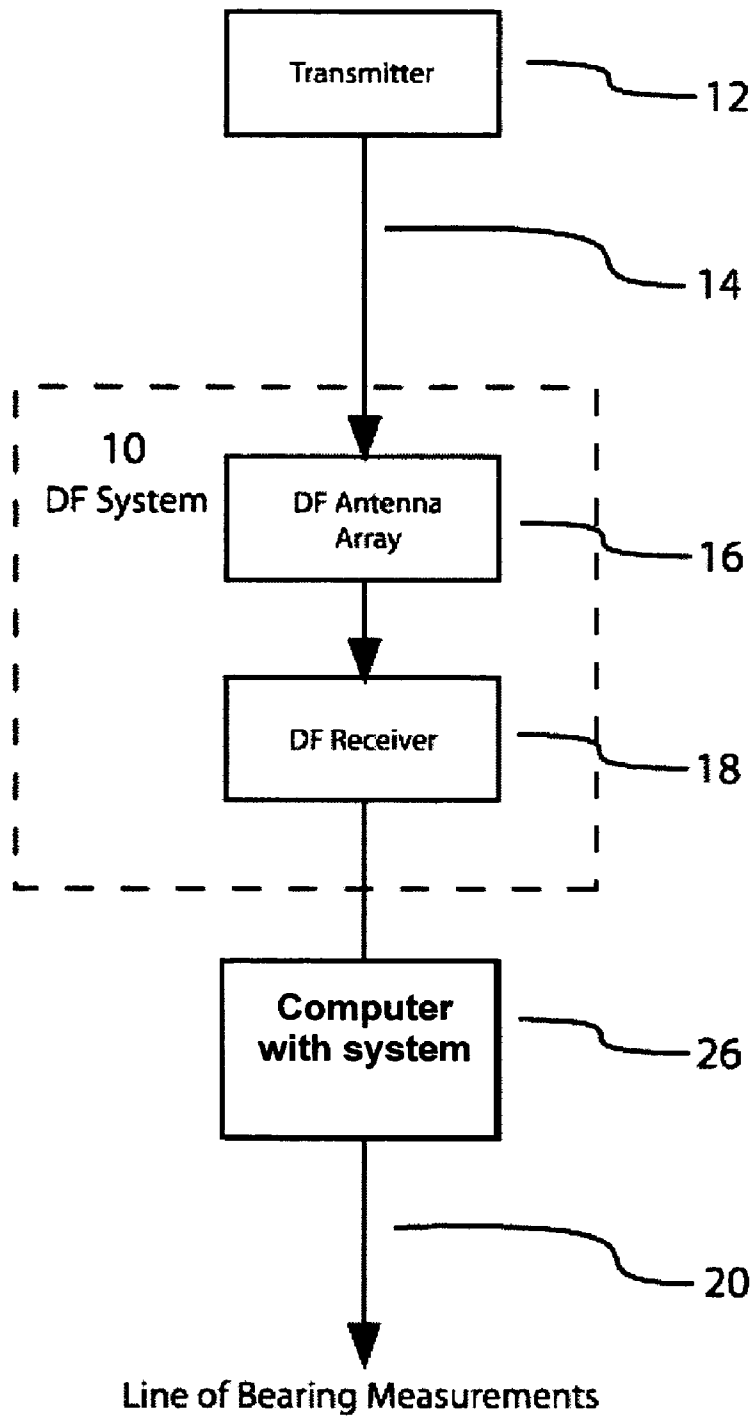 Transmitter
12
14
10
DF System
DF Antenna
Array
16
DF Receiver
18
Computer
with system
26
20
Line of Bearing Measurements